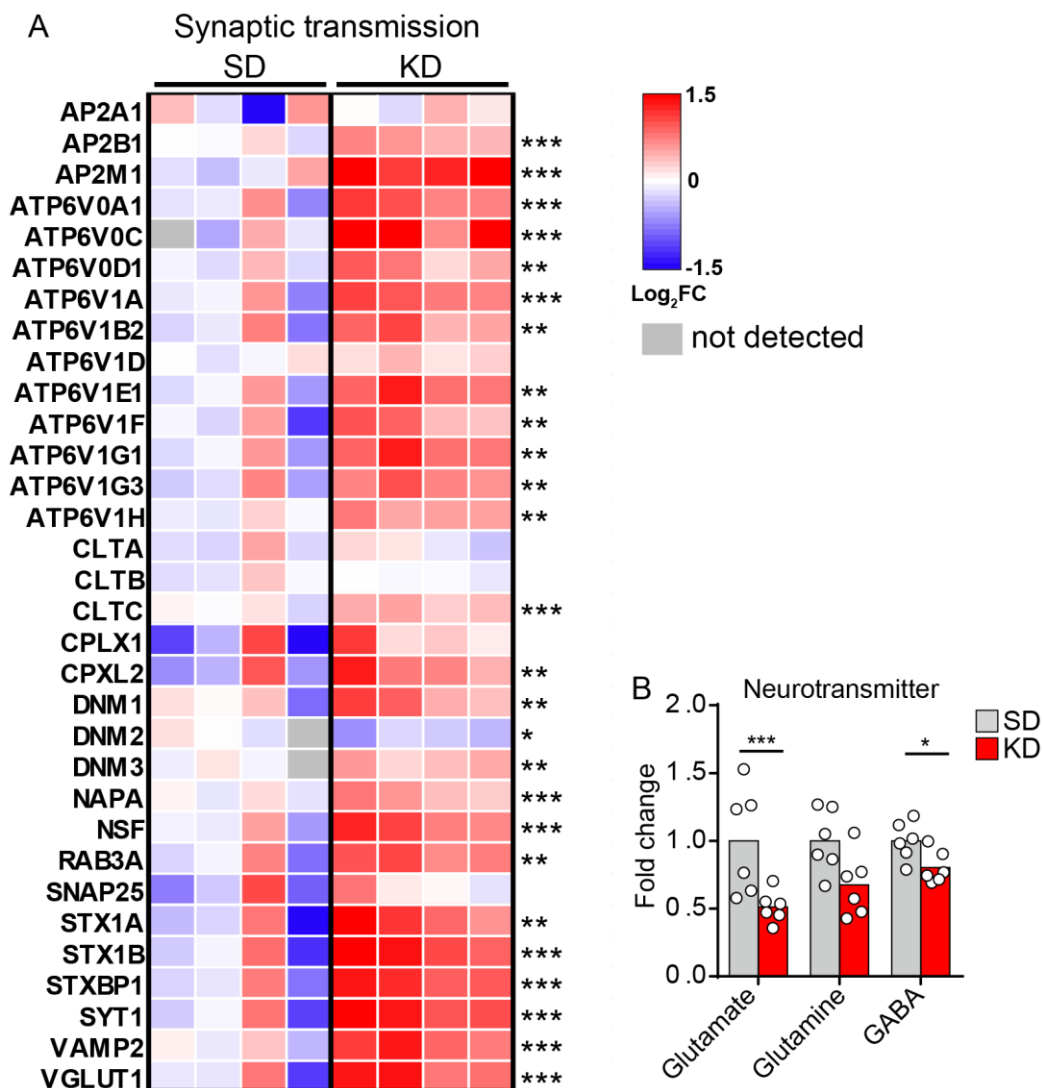 A
Synaptic transmission
SD KD
AP2A1
AP2B1 ***
AP2M1 ***
ATP6V0A1 ***
ATP6V0C ***
ATP6V0D1 **
ATP6V1A ***
ATP6V1B2 **
ATP6V1D
ATP6V1E1 **
ATP6V1F **
ATP6V1G1 **
ATP6V1G3 **
ATP6V1H **
CLTA
CLTB
CLTC ***
CPLX1
CPXL2 **
DNM1 **
DNM2 *
DNM3 **
NAPA ***
NSF ***
RAB3A **
SNAP25
STX1A **
STX1B ***
STXBP1 ***
SYT1 ***
VAMP2 ***
VGLUT1 ***
1.5
0
-1.5
Log₂FC
not detected
B
Neurotransmitter
SD
KD
Fold change
2.0
1.5
1.0
0.5
0.0
***
*
Glutamate
Glutamine
GABA